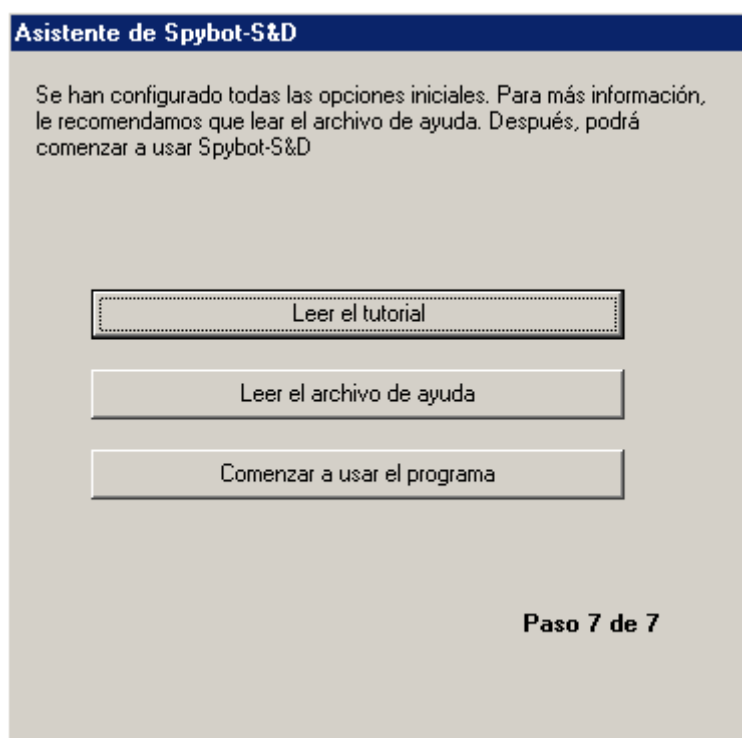 Asistente de Spybot-S&D
Se han configurado todas las opciones iniciales. Para más información,
le recomendamos que lear el archivo de ayuda. Después, podrá
comenzar a usar Spybot-S&D
Leer el tutorial
Leer el archivo de ayuda
Comenzar a usar el programa
Paso 7 de 7